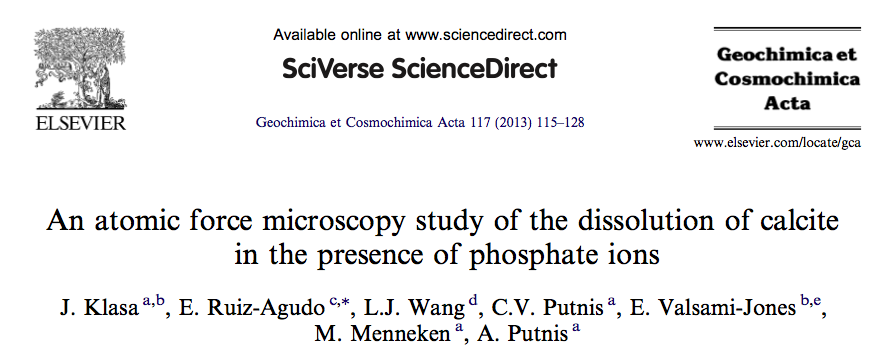 Available online at www.sciencedirect.com
SciVerse ScienceDirect
Geochimica et Cosmochimica Acta 117 (2013) 115–128
ELSEVIER
Geochimica et
Cosmochimica
Acta
www.elsevier.com/locate/gca
An atomic force microscopy study of the dissolution of calcite
in the presence of phosphate ions
J. Klasa a,b, E. Ruiz-Agudo c,*, L.J. Wang d, C.V. Putnis a, E. Valsami-Jones b,e,
M. Menneken a, A. Putnis a